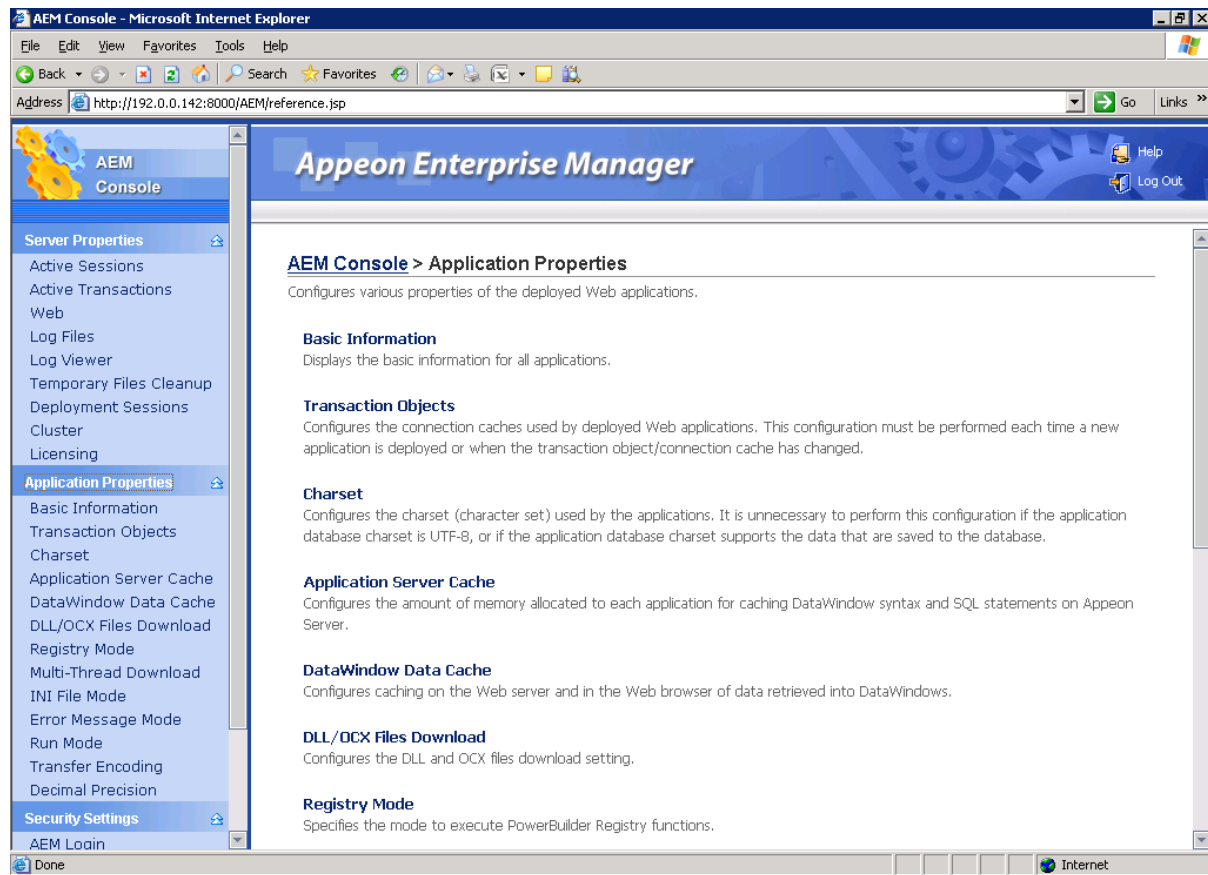 AEM Console - Microsoft Internet Explorer
File Edit View Favorites Tools Help
Back Search Favorites
Address http://192.0.0.142:8000/AEM/reference.jsp Go Links »
AEM
Console
Appeon Enterprise Manager
Help
Log Out
Server Properties
Active Sessions
Active Transactions
Web
Log Files
Log Viewer
Temporary Files Cleanup
Deployment Sessions
Cluster
Licensing
Application Properties
Basic Information
Transaction Objects
Charset
Application Server Cache
DataWindow Data Cache
DLL/OCX Files Download
Registry Mode
Multi-Thread Download
INI File Mode
Error Message Mode
Run Mode
Transfer Encoding
Decimal Precision
Security Settings
AEM Login
AEM Console > Application Properties
Configures various properties of the deployed Web applications.
Basic Information
Displays the basic information for all applications.
Transaction Objects
Configures the connection caches used by deployed Web applications. This configuration must be performed each time a new
application is deployed or when the transaction object/connection cache has changed.
Charset
Configures the charset (character set) used by the applications. It is unnecessary to perform this configuration if the application
database charset is UTF-8, or if the application database charset supports the data that are saved to the database.
Application Server Cache
Configures the amount of memory allocated to each application for caching DataWindow syntax and SQL statements on Appeon
Server.
DataWindow Data Cache
Configures caching on the Web server and in the Web browser of data retrieved into DataWindows.
DLL/OCX Files Download
Configures the DLL and OCX files download setting.
Registry Mode
Specifies the mode to execute PowerBuilder Registry functions.
Done Internet